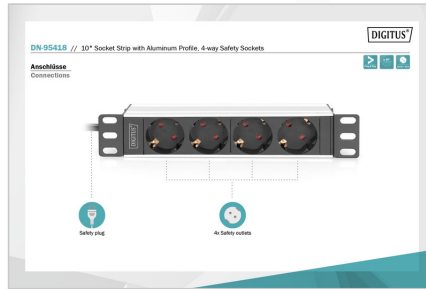 DIGITUS®
DN-95418 // 10" Socket Strip with Aluminum Profile, 4-way Safety Sockets
Anschlüsse
Connections
DIGITUS
Safety plug
4x Safety outlets